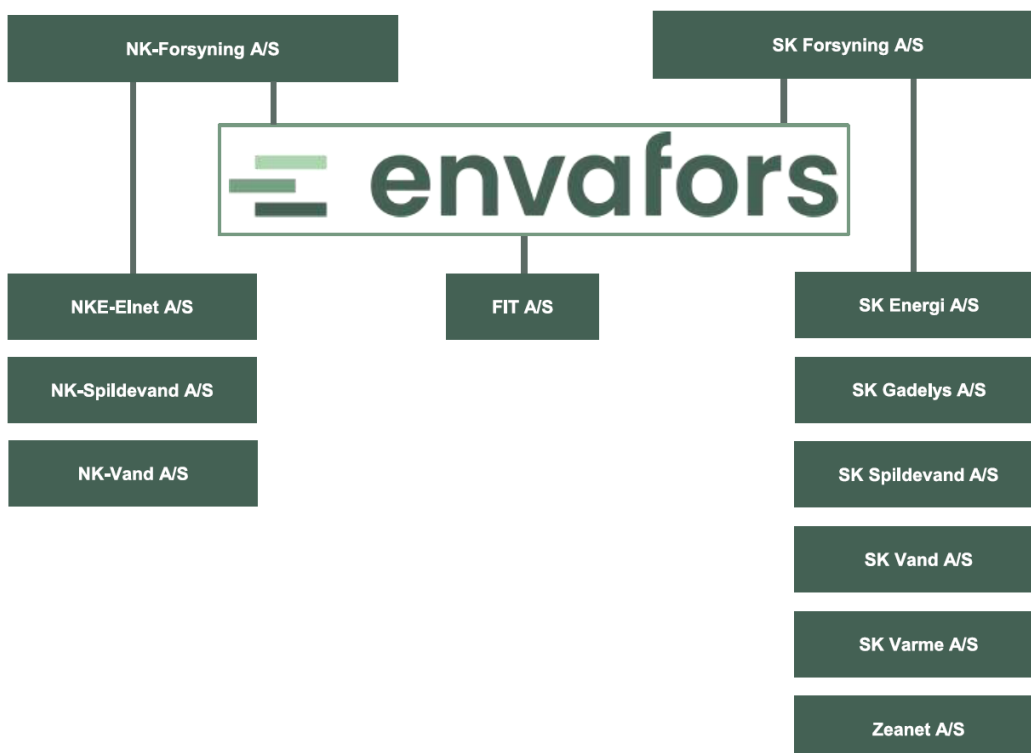 NK-Forsyning A/S
SK Forsyning A/S
envafors
NKE-Elnet A/S
FIT A/S
SK Energi A/S
NK-Spildevand A/S
SK Gadelys A/S
NK-Vand A/S
SK Spildevand A/S
SK Vand A/S
SK Varme A/S
Zeanet A/S